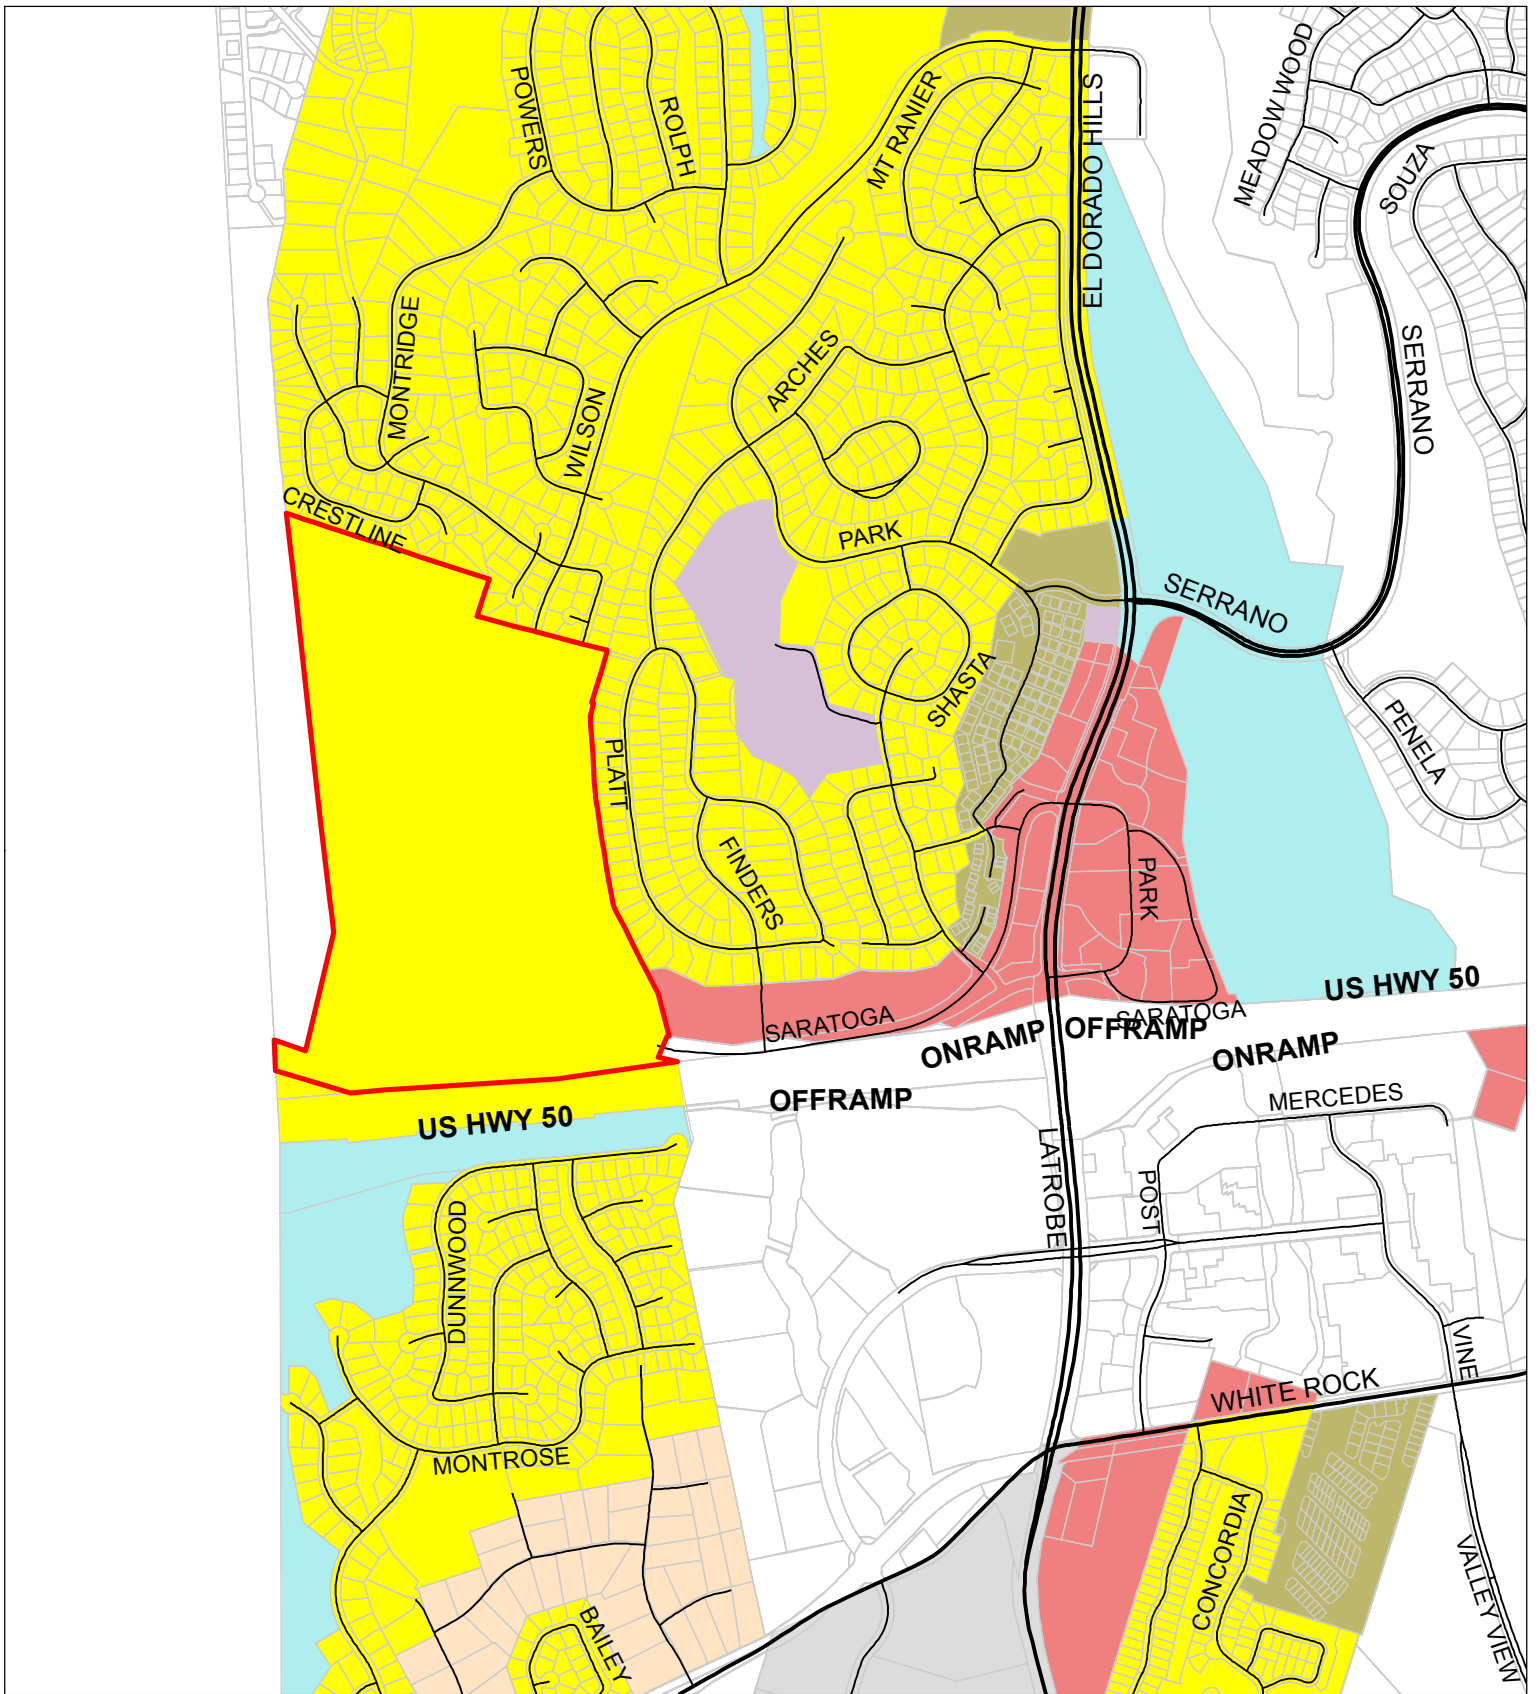 POWERS
ROLPH
MT RANIER
EL DORADO HILLS
MEADOW WOOD
SOUZA
MONTRIDGE
WILSON
ARCHES
SERRANO
CRESTLINE
PARK
SERRANO
SHASTA
PLATT
PENELA
FINDERS
PARK
US HWY 50
SARATOGA
SARATOGA
ONRAMP
OFFRAMP
ONRAMP
OFFRAMP
US HWY 50
MERCEDES
LATROBE
POST
DUNNWOOD
VINE
WHITE ROCK
MONTROSE
CONCORDIA
VALLEY VIEW
BAILEY